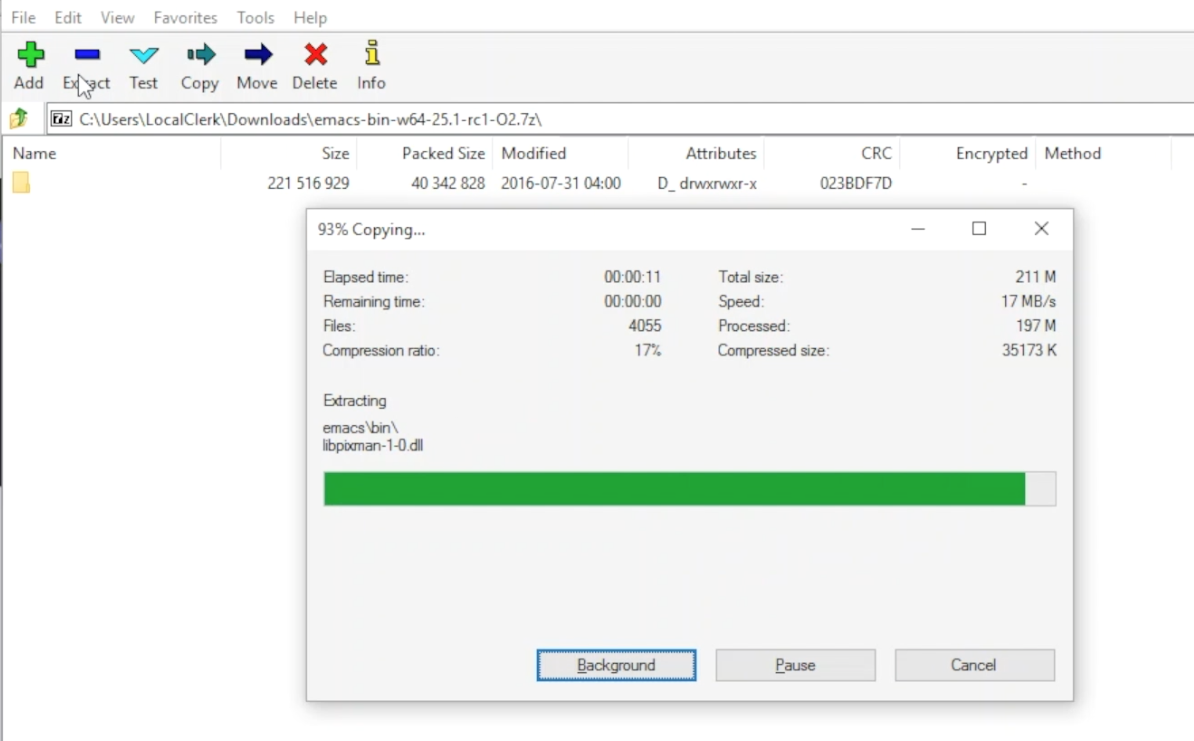 File Edit View Favorites Tools Help
Add Extract Test Copy Move Delete Info
7z C:\Users\LocalClerk\Downloads\emacs-bin-w64-25.1-rc1-O2.7z\
Name Size Packed Size Modified Attributes CRC Encrypted Method
221 516 929 40 342 828 2016-07-31 04:00 D_ drwxrwxr-x 023BDF7D -
93% Copying...
Elapsed time: 00:00:11 Total size: 211 M
Remaining time: 00:00:00 Speed: 17 MB/s
Files: 4055 Processed: 197 M
Compression ratio: 17% Compressed size: 35173 K
Extracting
emacs\bin\
libpixman-1-0.dll
Background Pause Cancel